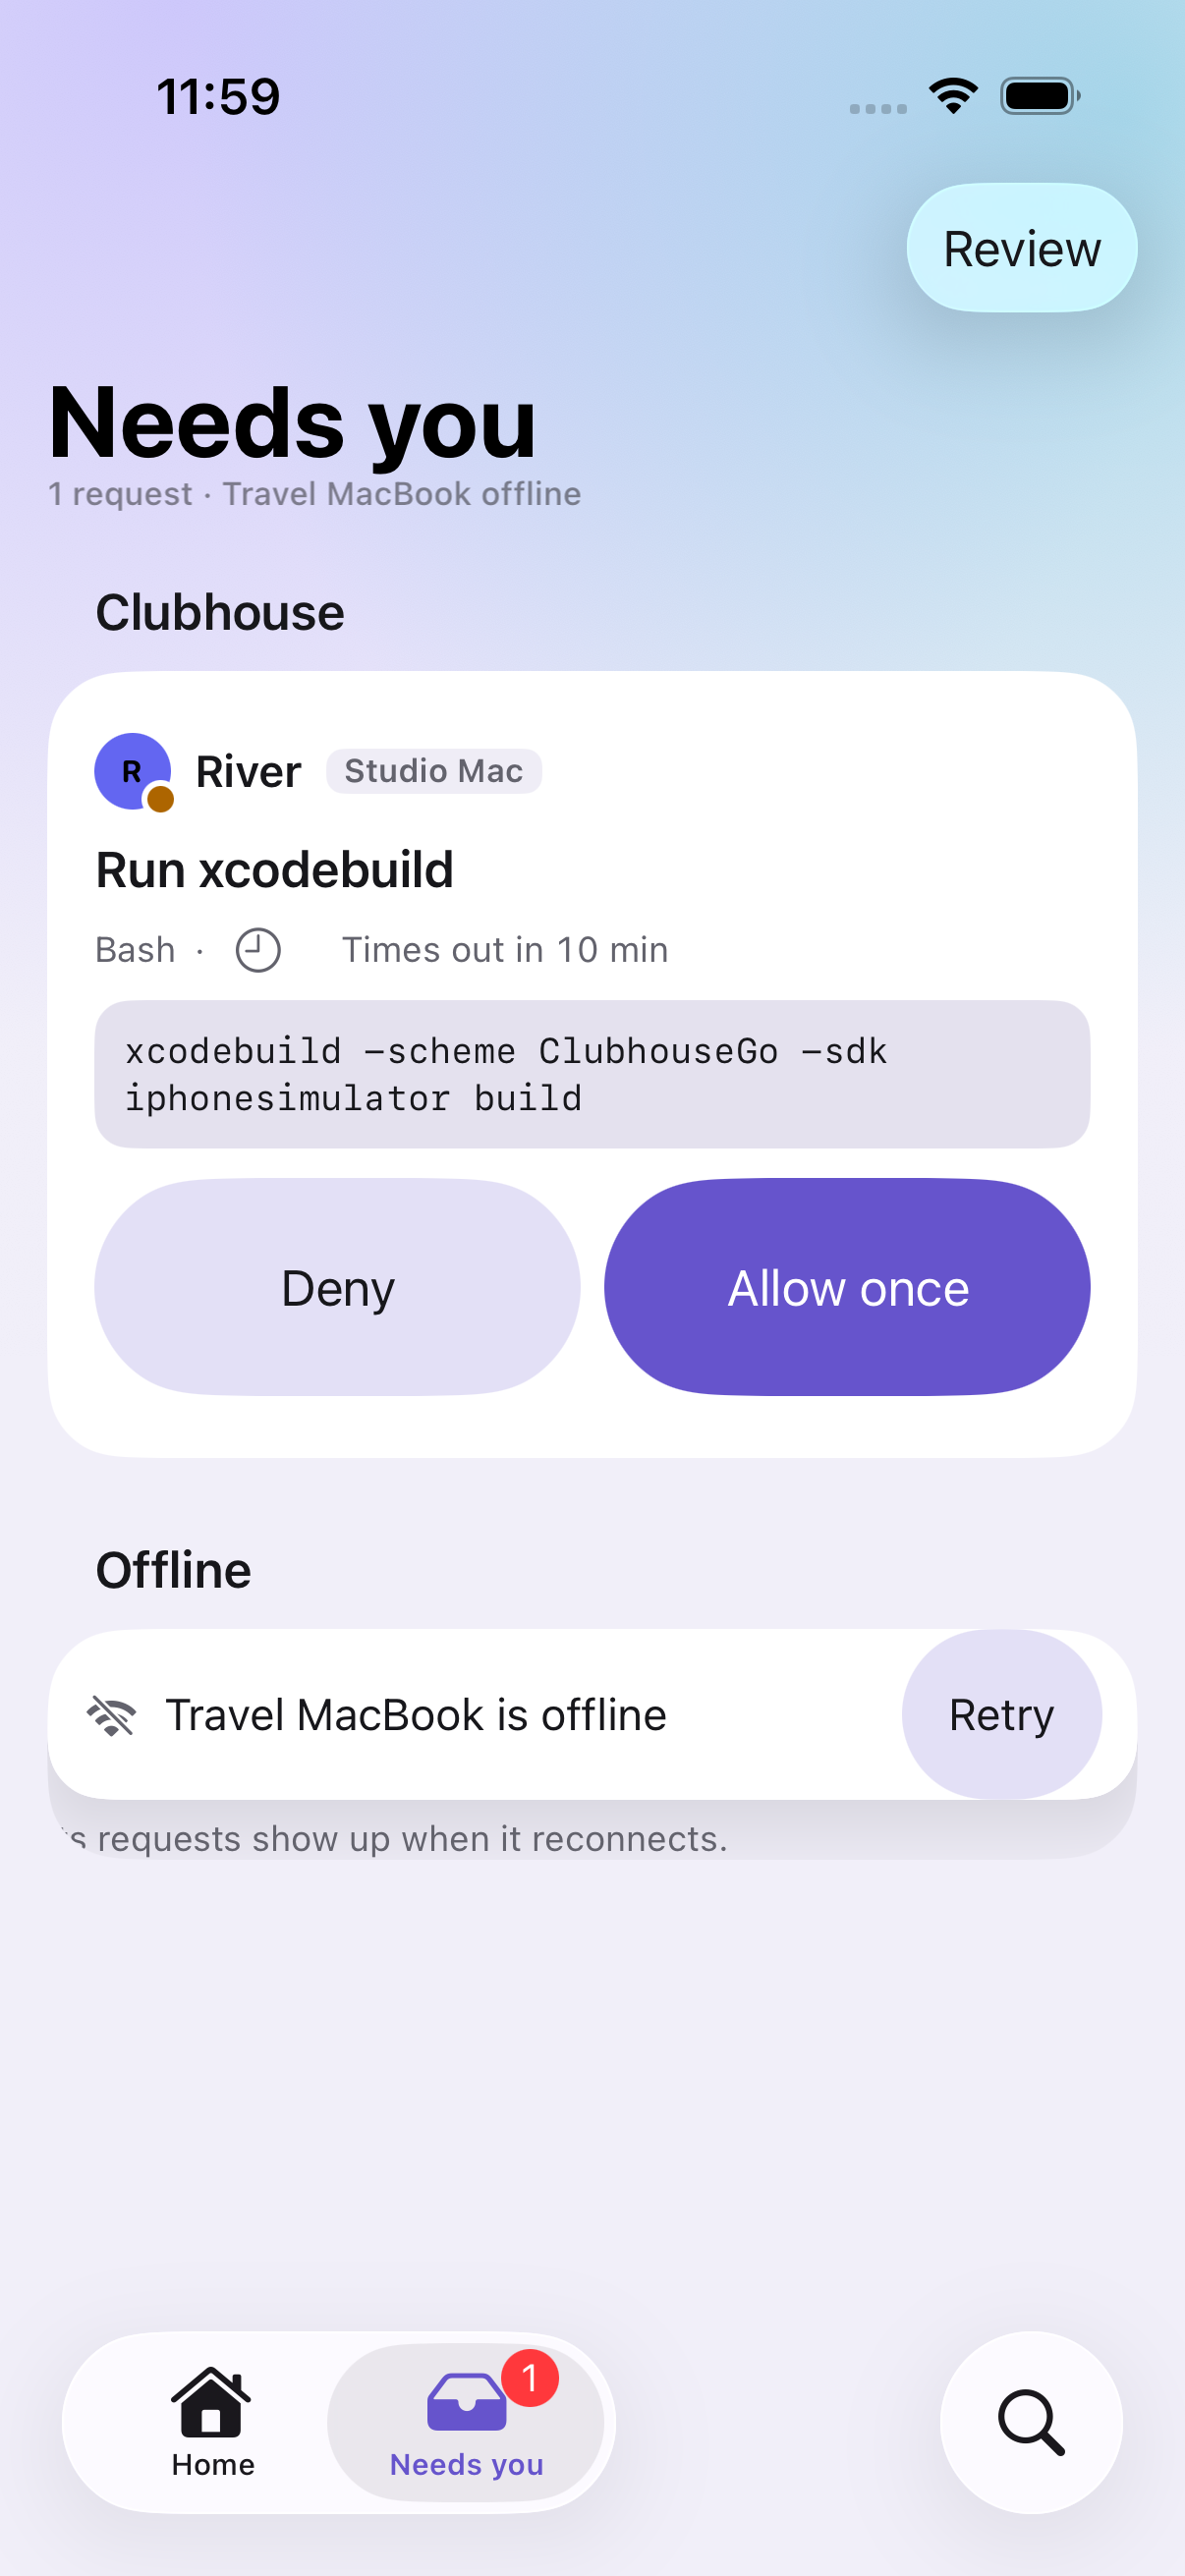 11:59
Review
Needs you
1 request · Travel MacBook offline
Clubhouse
R River Studio Mac
Run xcodebuild
Bash · Times out in 10 min
xcodebuild –scheme ClubhouseGo –sdk
iphonesimulator build
Deny Allow once
Offline
Travel MacBook is offline Retry
requests show up when it reconnects.
1
Home Needs you